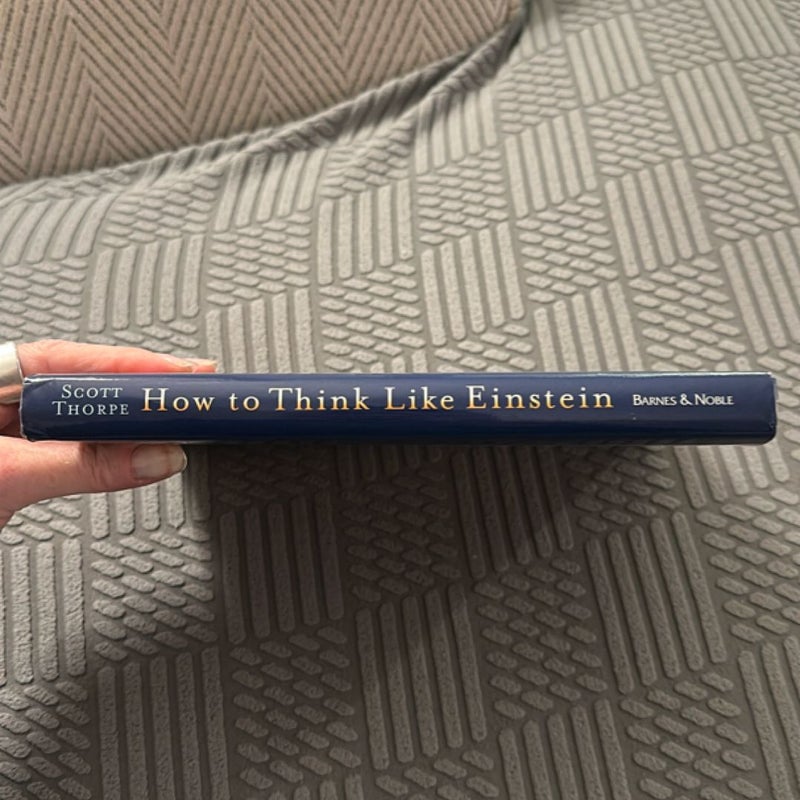 SCOTT
THORPE
How to Think Like Einstein
BARNES & NOBLE